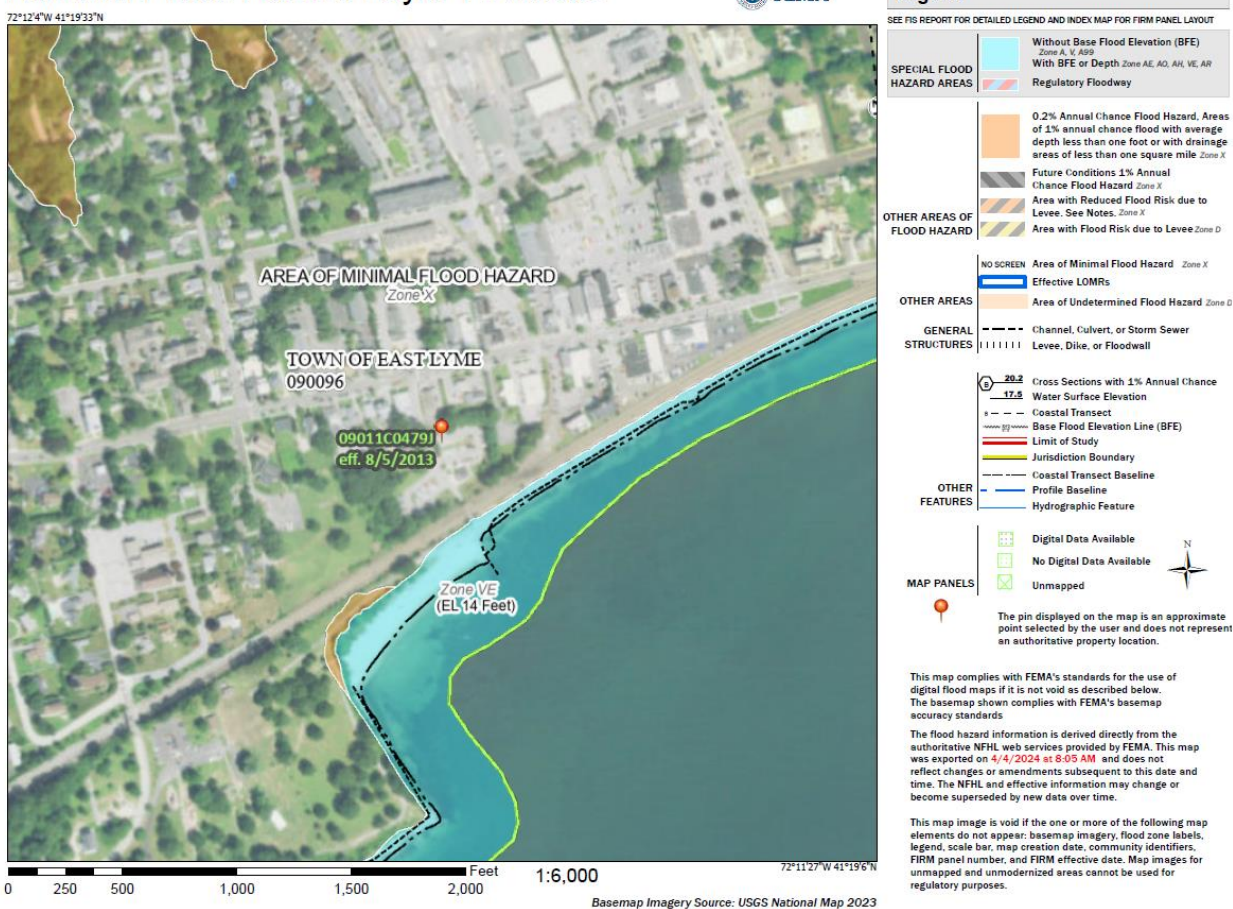 72°12'4"W 41°19'33"N
SEE FIS REPORT FOR DETAILED LEGEND AND INDEX MAP FOR FIRM PANEL LAYOUT
SPECIAL FLOOD
HAZARD AREAS
Without Base Flood Elevation (BFE)
Zone A, V, A99
With BFE or Depth Zone AE, AO, AH, VE, AR
Regulatory Floodway
0.2% Annual Chance Flood Hazard, Areas
of 1% annual chance flood with average
depth less than one foot or with drainage
areas of less than one square mile Zone X
Future Conditions 1% Annual
Chance Flood Hazard Zone X
OTHER AREAS OF
FLOOD HAZARD
Area with Reduced Flood Risk due to
Levee. See Notes. Zone X
Area with Flood Risk due to Levee Zone D
OTHER AREAS
NO SCREEN Area of Minimal Flood Hazard Zone X
Effective LOMRs
Area of Undetermined Flood Hazard Zone D
GENERAL
STRUCTURES
Channel, Culvert, or Storm Sewer
Levee, Dike, or Floodwall
OTHER
FEATURES
B 20.2 Cross Sections with 1% Annual Chance
17.5 Water Surface Elevation
8 Coastal Transect
Base Flood Elevation Line (BFE)
Limit of Study
Jurisdiction Boundary
Coastal Transect Baseline
Profile Baseline
Hydrographic Feature
MAP PANELS
Digital Data Available
No Digital Data Available
Unmapped
N
The pin displayed on the map is an approximate
point selected by the user and does not represent
an authoritative property location.
This map complies with FEMA's standards for the use of
digital flood maps if it is not void as described below.
The basemap shown complies with FEMA's basemap
accuracy standards
The flood hazard information is derived directly from the
authoritative NFHL web services provided by FEMA. This map
was exported on 4/4/2024 at 8:05 AM and does not
reflect changes or amendments subsequent to this date and
time. The NFHL and effective information may change or
become superseded by new data over time.
This map image is void if the one or more of the following map
elements do not appear: basemap imagery, flood zone labels,
legend, scale bar, map creation date, community identifiers,
FIRM panel number, and FIRM effective date. Map images for
unmapped and unmodernized areas cannot be used for
regulatory purposes.
AREA OF MINIMAL FLOOD HAZARD
Zone X
TOWN OF EAST LYME
090096
09011C0479J
eff. 8/5/2013
Zone VE
(EL 14 Feet)
72°11'27"W 41°19'6"N
Feet
1:6,000
0 250 500 1,000 1,500 2,000
Basemap Imagery Source: USGS National Map 2023